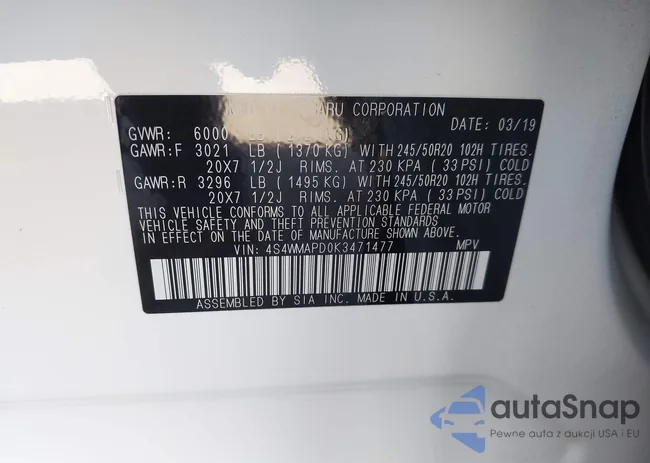 ARU CORPORATION
DATE: 03/19
GVWR: 6000
GAWR:F 3021 LB (1370 KG) WITH 245/50R20 102H TIRES.
20X7 1/2J RIMS. AT 230 KPA (33 PSI) COLD
GAWR:R 3296 LB (1495 KG) WITH 245/50R20 102H TIRES.
20X7 1/2J RIMS. AT 230 KPA (33 PSI) COLD
THIS VEHICLE CONFORMS TO ALL APPLICABLE FEDERAL MOTOR
VEHICLE SAFETY AND THEFT PREVENTION STANDARDS
IN EFFECT ON THE DATE OF MANUFACTURE SHOWN ABOVE.
VIN: 4S4WMAPD0K3471477 MPV
ASSEMBLED BY SIA INC. MADE IN U.S.A.
autaSnap
Pewne auta z aukcji USA i EU